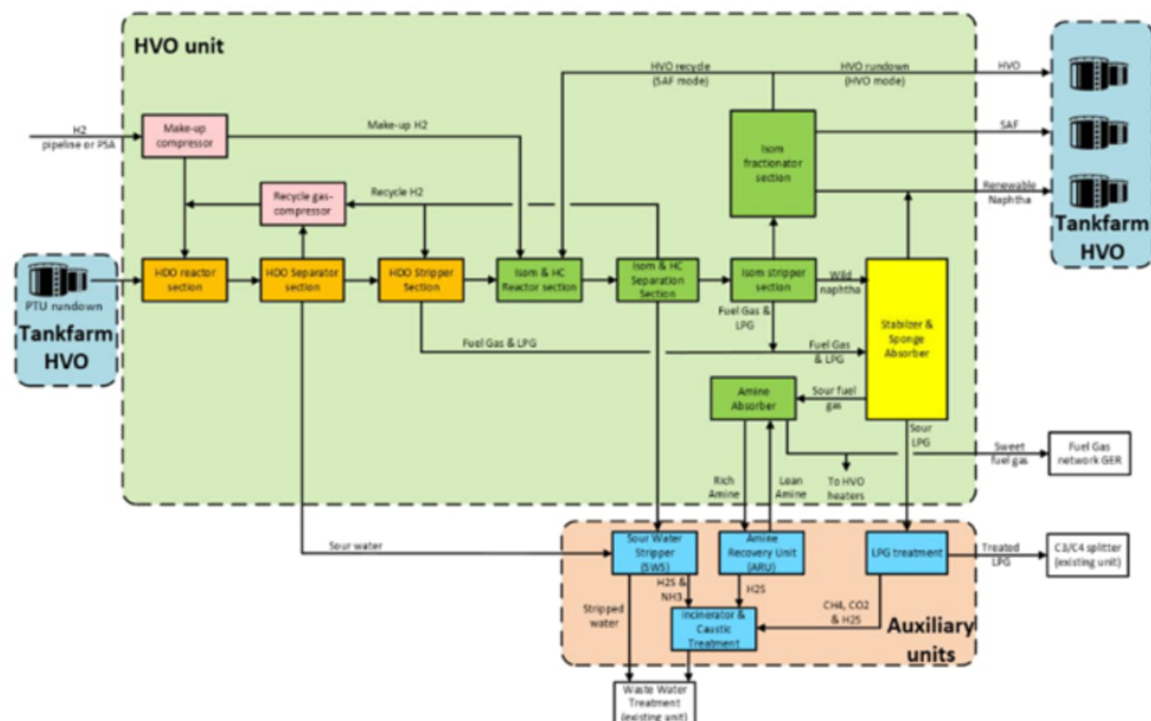 HVO unit
HVO recycle
(SAF mode)
HVO rundown
(HVO mode)
HVO
H2
pipeline or PSA
Make-up
compressor
Make-up H2
Isom
fractionator
section
SAF
Recycle gas-
compressor
Recycle H2
Renewable
Naphtha
Tankfarm
HVO
PTU rundown
Tankfarm
HVO
HDO reactor
section
HDO Separator
section
HDO Stripper
Section
Isom & HC
Reactor section
Isom & HC
Separation
Section
Isom stripper
section
Wild
naphtha
Stabilzer &
Sponge
Absorber
Fuel Gas &
LPG
Fuel Gas & LPG
Fuel Gas
& LPG
Amine
Absorber
Sour fuel
gas
Sour
LPG
Sweet
fuel gas
Fuel Gas
network GER
Rich
Amine
Lean
Amine
To HVO
heaters
Sour water
Sour Water
Stripper
(SWS)
Amine
Recovery Unit
(ARU)
LPG treatment
Treated
LPG
C3/C4 splitter
(existing unit)
H2S &
NH3
H2S
Stripped
water
Incinerator &
Caustic
Treatment
CH4, CO2
& H2S
Auxiliary
units
Waste Water
Treatment
(existing unit)